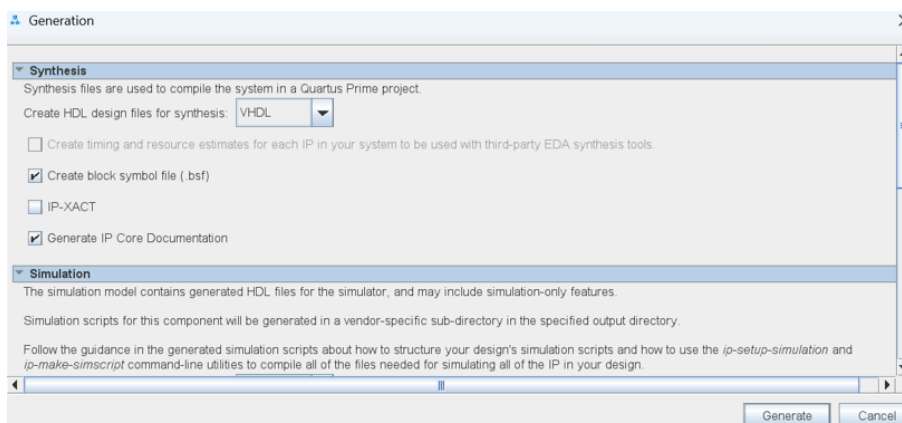 Generation
Synthesis
Synthesis files are used to compile the system in a Quartus Prime project.
Create HDL design files for synthesis: VHDL
Create timing and resource estimates for each IP in your system to be used with third-party EDA synthesis tools.
Create block symbol file (.bsf)
IP-XACT
Generate IP Core Documentation
Simulation
The simulation model contains generated HDL files for the simulator, and may include simulation-only features.
Simulation scripts for this component will be generated in a vendor-specific sub-directory in the specified output directory.
Follow the guidance in the generated simulation scripts about how to structure your design's simulation scripts and how to use the ip-setup-simulation and
ip-make-simscript command-line utilities to compile all of the files needed for simulating all of the IP in your design.
Generate Cancel